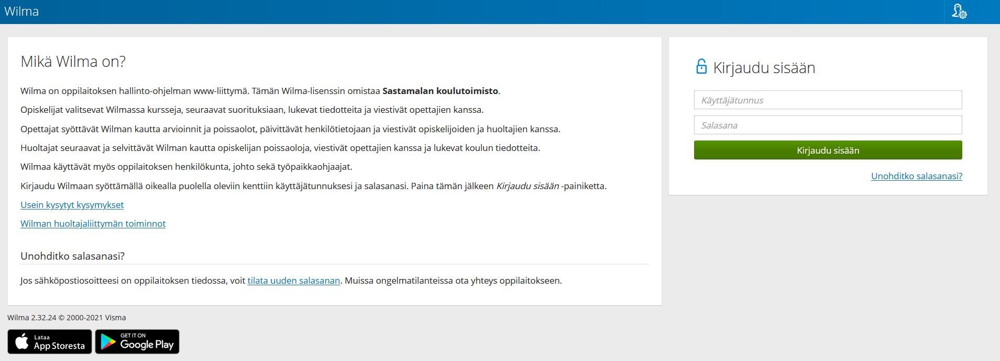 Wilma
Mikä Wilma on?
Wilma on oppilaitoksen hallinto-ohjelman www-liittymä. Tämän Wilma-lisenssin omistaa Sastamalan koulutoimisto.
Opiskelijat valitsevat Wilmassa kursseja, seuraavat suorituksiaan, lukevat tiedotteita ja viestivät opettajien kanssa.
Opettajat syöttävät Wilman kautta arvioinnit ja poissaolot, päivittävät henkilötietojaan ja viestivät opiskelijoiden ja huoltajien kanssa.
Huoltajat seuraavat ja selvittävät Wilman kautta opiskelijan poissaoloja, viestivät opettajien kanssa ja lukevat koulun tiedotteita.
Wilmaa käyttävät myös oppilaitoksen henkilökunta, johto sekä työpaikkaohjaajat.
Kirjaudu Wilmaan syöttämällä oikealla puolella oleviin kenttiin käyttäjätunnuksesi ja salasanasi. Paina tämän jälkeen Kirjaudu sisään -painiketta.
Usein kysytyt kysymykset
Wilman huoltajaliittymän toiminnot
Unohditko salasanasi?
Jos sähköpostiosoitteesi on oppilaitoksen tiedossa, voit tilata uuden salasanan. Muissa ongelmatilanteissa ota yhteys oppilaitokseen.
Kirjaudu sisään
Käyttäjätunnus
Salasana
Kirjaudu sisään
Unohditko salasanasi?
Wilma 2.32.24 © 2000-2021 Visma
Lataa
App Storesta
GET IT ON
Google Play